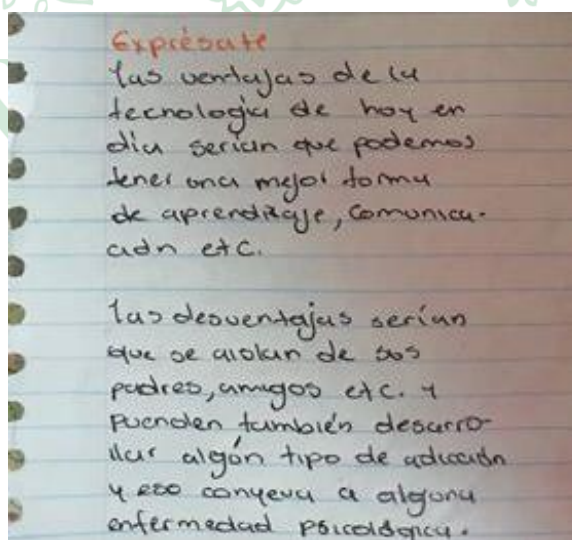 Exprésate
las ventajas de la
tecnología de hoy en
día serían que podemos
tener una mejor forma
de aprendizaje, comunica-
ción etc.
las desventajas serían
que se aislan de sus
padres, amigos etc. y
puenden también desarro-
llar algún tipo de adicción
y eso conyeva a alguna
enfermedad psicológica.